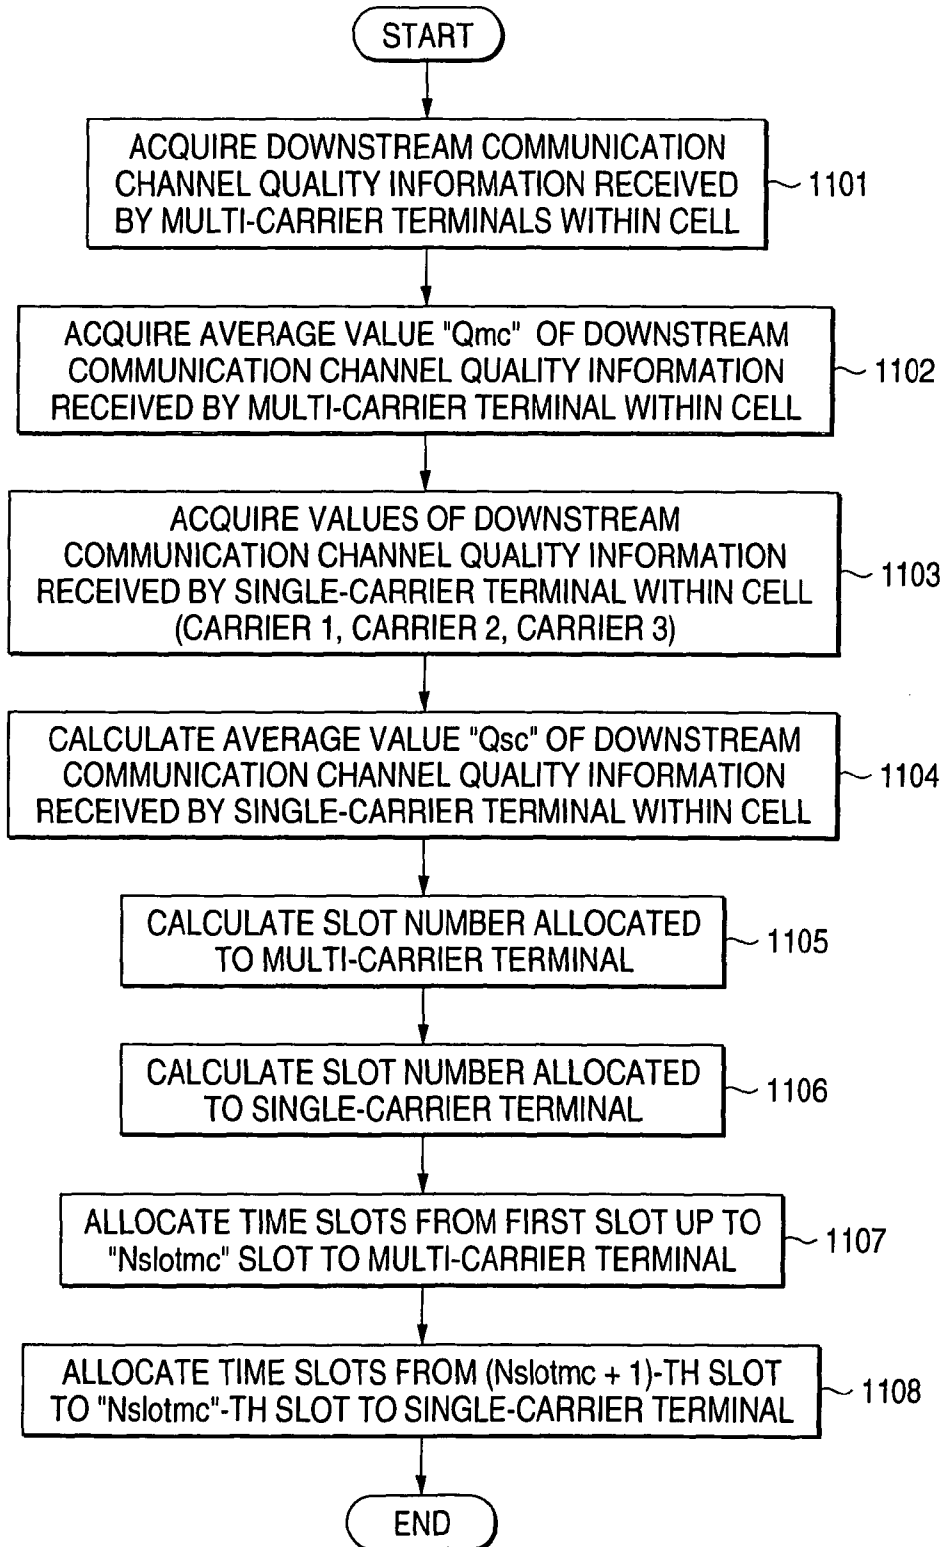 START
ACQUIRE DOWNSTREAM COMMUNICATION
CHANNEL QUALITY INFORMATION RECEIVED
BY MULTI-CARRIER TERMINALS WITHIN CELL
1101
ACQUIRE AVERAGE VALUE "Qmc" OF DOWNSTREAM
COMMUNICATION CHANNEL QUALITY INFORMATION
RECEIVED BY MULTI-CARRIER TERMINAL WITHIN CELL
1102
ACQUIRE VALUES OF DOWNSTREAM
COMMUNICATION CHANNEL QUALITY INFORMATION
RECEIVED BY SINGLE-CARRIER TERMINAL WITHIN CELL
(CARRIER 1, CARRIER 2, CARRIER 3)
1103
CALCULATE AVERAGE VALUE "Qsc" OF DOWNSTREAM
COMMUNICATION CHANNEL QUALITY INFORMATION
RECEIVED BY SINGLE-CARRIER TERMINAL WITHIN CELL
1104
CALCULATE SLOT NUMBER ALLOCATED
TO MULTI-CARRIER TERMINAL
1105
CALCULATE SLOT NUMBER ALLOCATED
TO SINGLE-CARRIER TERMINAL
1106
ALLOCATE TIME SLOTS FROM FIRST SLOT UP TO
"Nslotmc" SLOT TO MULTI-CARRIER TERMINAL
1107
ALLOCATE TIME SLOTS FROM (Nslotmc + 1)-TH SLOT
TO "Nslotmc"-TH SLOT TO SINGLE-CARRIER TERMINAL
1108
END